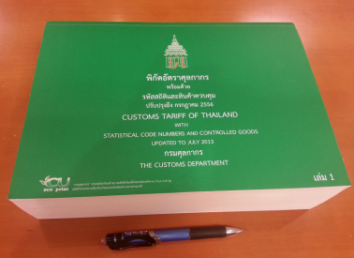 พิกัดอัตราศุลกากร
พร้อมด้วย
รหัสสถิติและสินค้าควบคุม
ปรับปรุงถึง กรกฎาคม 2556
CUSTOMS TARIFF OF THAILAND
WITH
STATISTICAL CODE NUMBERS AND CONTROLLED GOODS
UPDATED TO JULY 2013
กรมศุลกากร
THE CUSTOMS DEPARTMENT
CU
eco print
เล่ม 1